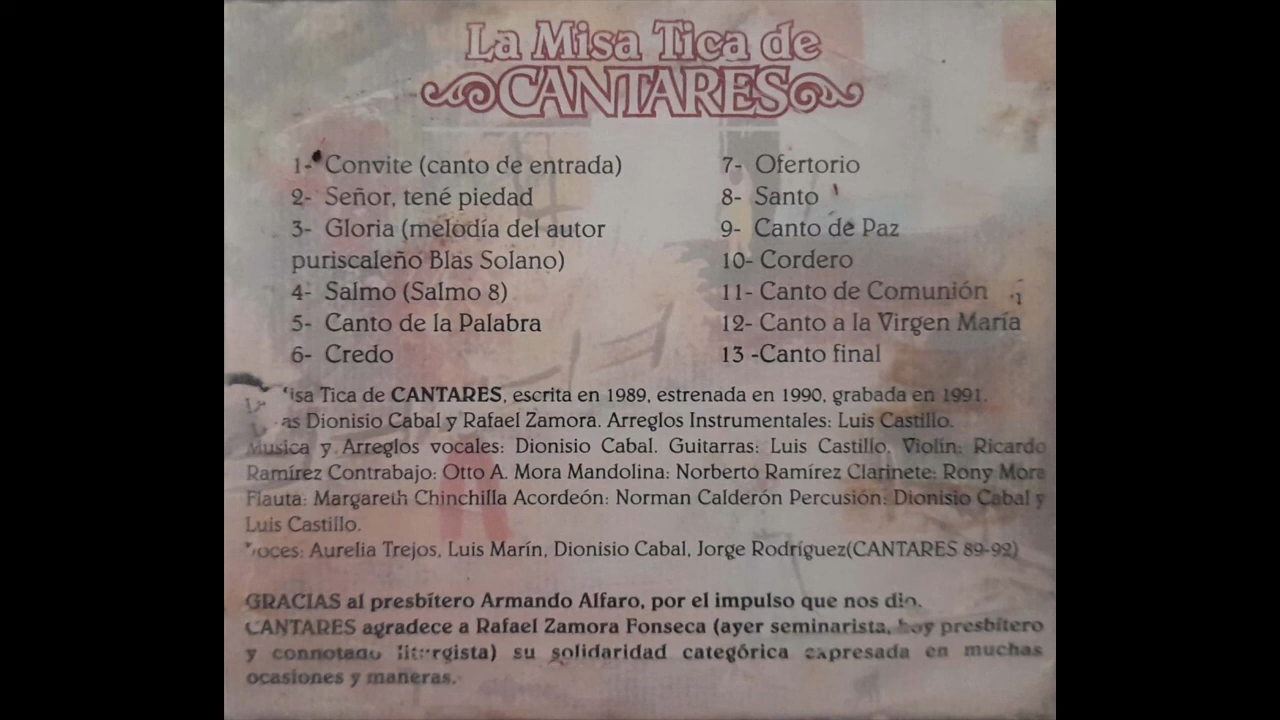 La Misa Tica de
CANTARES
1- Convite (canto de entrada)
2- Señor, tené piedad
3- Gloria (melodía del autor
puriscaleño Blas Solano)
4- Salmo (Salmo 8)
5- Canto de la Palabra
6- Credo
7- Ofertorio
8- Santo
9- Canto de Paz
10- Cordero
11- Canto de Comunión
12- Canto a la Virgen María
13 -Canto final
Tica de CANTARES, escrita en 1989, estrenada en 1990, grabada en 1991.
Dionisio Cabal y Rafael Zamora. Arreglos Instrumentales: Luis Castillo.
Musica y Arreglos vocales: Dionisio Cabal. Guitarras: Luis Castillo. Violín: Ricardo
Ramírez Contrabajo: Otto A. Mora Mandolina: Norberto Ramírez Clarinete: Rony Mora
Flauta: Margareth Chinchilla Acordeón: Norman Calderón Percusión: Dionisio Cabal y
Luis Castillo.
Voces: Aurelia Trejos, Luis Marín, Dionisio Cabal, Jorge Rodríguez(CANTARES 89-92)
GRACIAS al presbítero Armando Alfaro, por el impulso que nos dio.
CANTARES agradece a Rafael Zamora Fonseca (ayer seminarista, hoy presbítero
y connotado liturgista) su solidaridad categórica expresada en muchas
ocasiones y maneras.